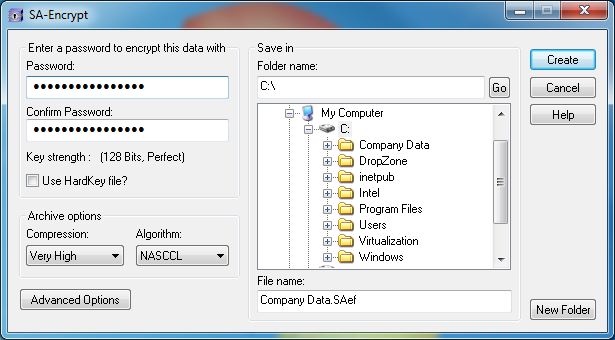 SA-Encrypt
Enter a password to encrypt this data with
Password:
••••••••••••••••
Confirm Password:
••••••••••••••••
Key strength : (128 Bits, Perfect)
Use HardKey file?
Archive options
Compression: Algorithm:
Very High NASCCL
Advanced Options
Save in
Folder name:
C:\ Go
My Computer
C:
Company Data
DropZone
inetpub
Intel
Program Files
Users
Virtualization
Windows
File name:
Company Data.SAef
Create
Cancel
Help
New Folder